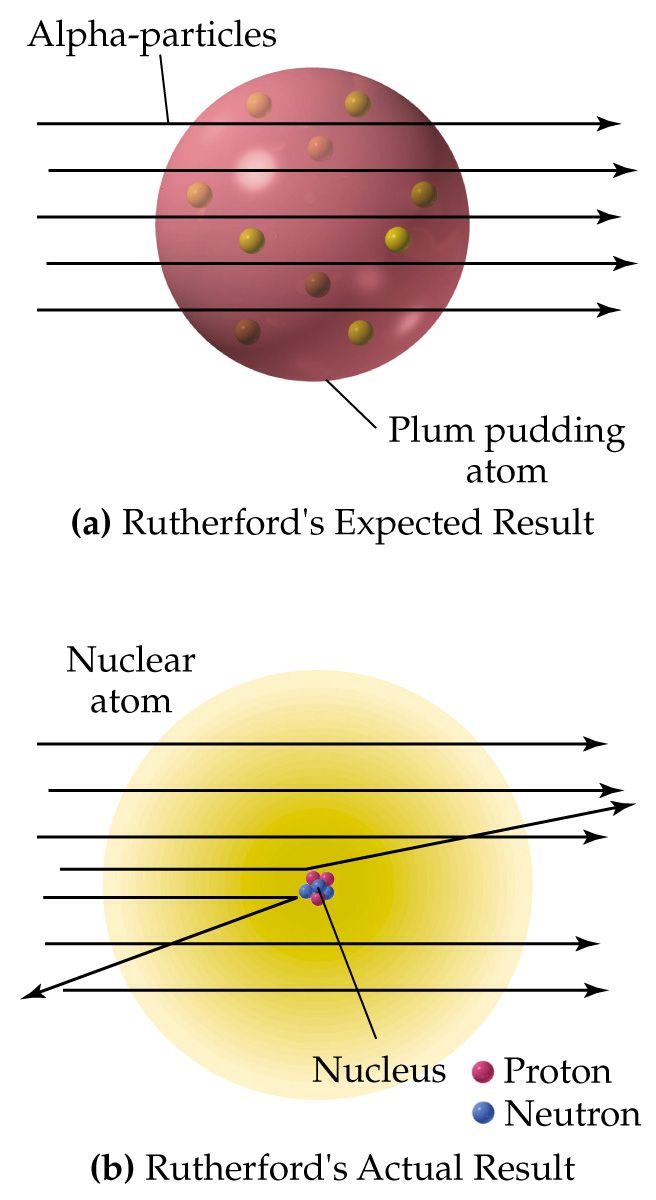 Alpha-particles
Plum pudding
atom
(a) Rutherford's Expected Result
Nuclear
atom
Nucleus
Proton
Neutron
(b) Rutherford's Actual Result